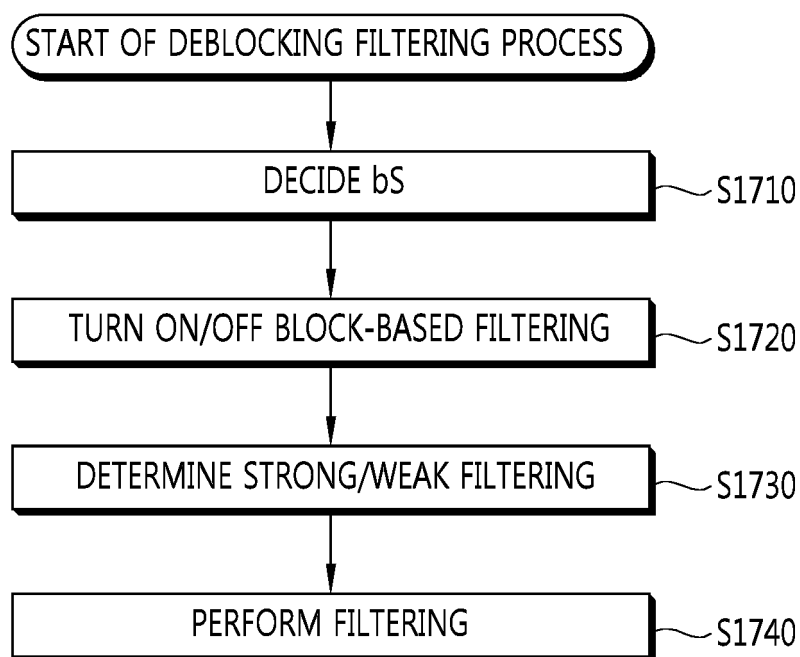 START OF DEBLOCKING FILTERING PROCESS
DECIDE bS
S1710
TURN ON/OFF BLOCK-BASED FILTERING
S1720
DETERMINE STRONG/WEAK FILTERING
S1730
PERFORM FILTERING
S1740